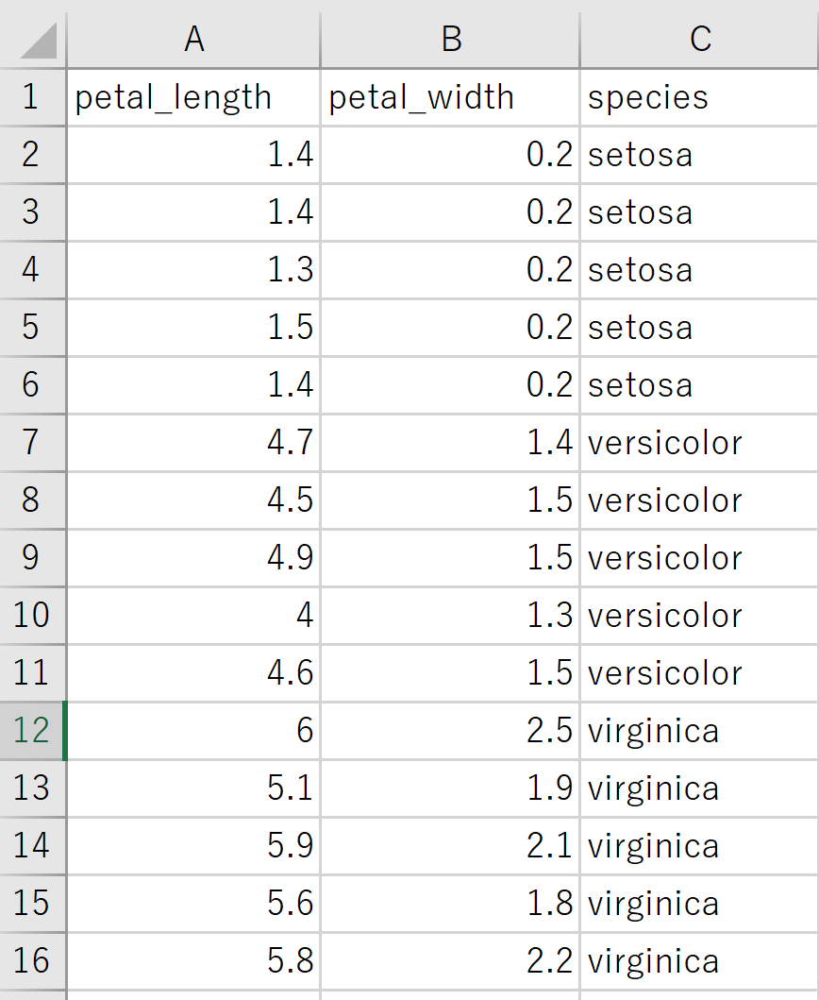 A B C
1 petal_length petal_width species
2 1.4 0.2 setosa
3 1.4 0.2 setosa
4 1.3 0.2 setosa
5 1.5 0.2 setosa
6 1.4 0.2 setosa
7 4.7 1.4 versicolor
8 4.5 1.5 versicolor
9 4.9 1.5 versicolor
10 4 1.3 versicolor
11 4.6 1.5 versicolor
12 6 2.5 virginica
13 5.1 1.9 virginica
14 5.9 2.1 virginica
15 5.6 1.8 virginica
16 5.8 2.2 virginica